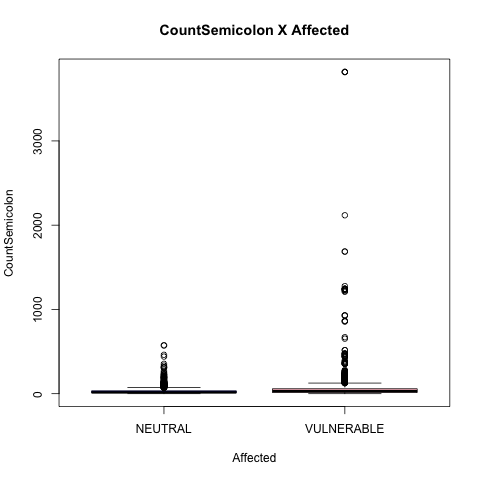 CountSemicolon X Affected
CountSemicolon
3000
2000
1000
0
NEUTRAL
VULNERABLE
Affected